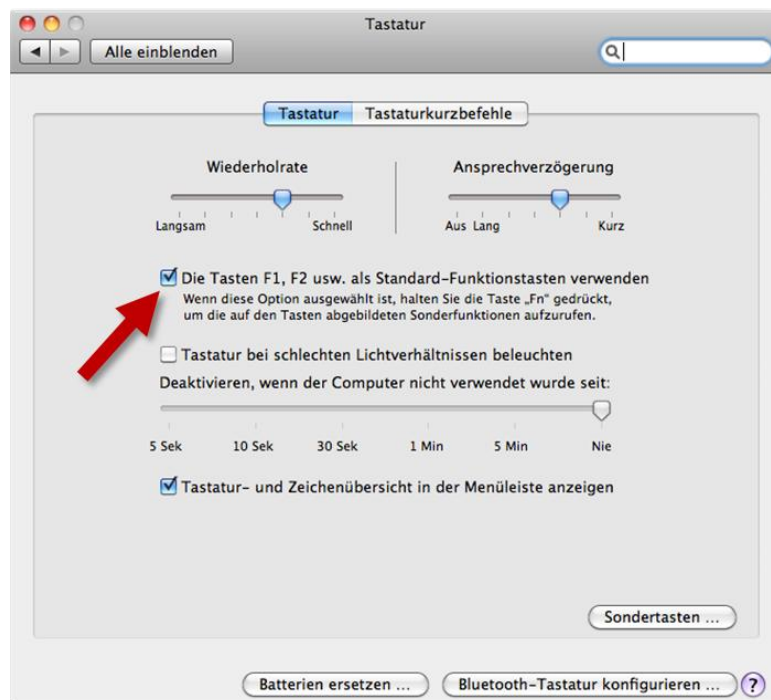 Tastatur
Alle einblenden
Tastatur Tastaturkurzbefehle
Wiederholrate Ansprechverzögerung
Langsam Schnell Aus Lang Kurz
Die Tasten F1, F2 usw. als Standard-Funktionstasten verwenden
Wenn diese Option ausgewählt ist, halten Sie die Taste „Fn" gedrückt,
um die auf den Tasten abgebildeten Sonderfunktionen aufzurufen.
Tastatur bei schlechten Lichtverhältnissen beleuchten
Deaktivieren, wenn der Computer nicht verwendet wurde seit:
5 Sek 10 Sek 30 Sek 1 Min 5 Min Nie
Tastatur- und Zeichenübersicht in der Menüleiste anzeigen
Sondertasten ...
Batterien ersetzen ... Bluetooth-Tastatur konfigurieren ... ?